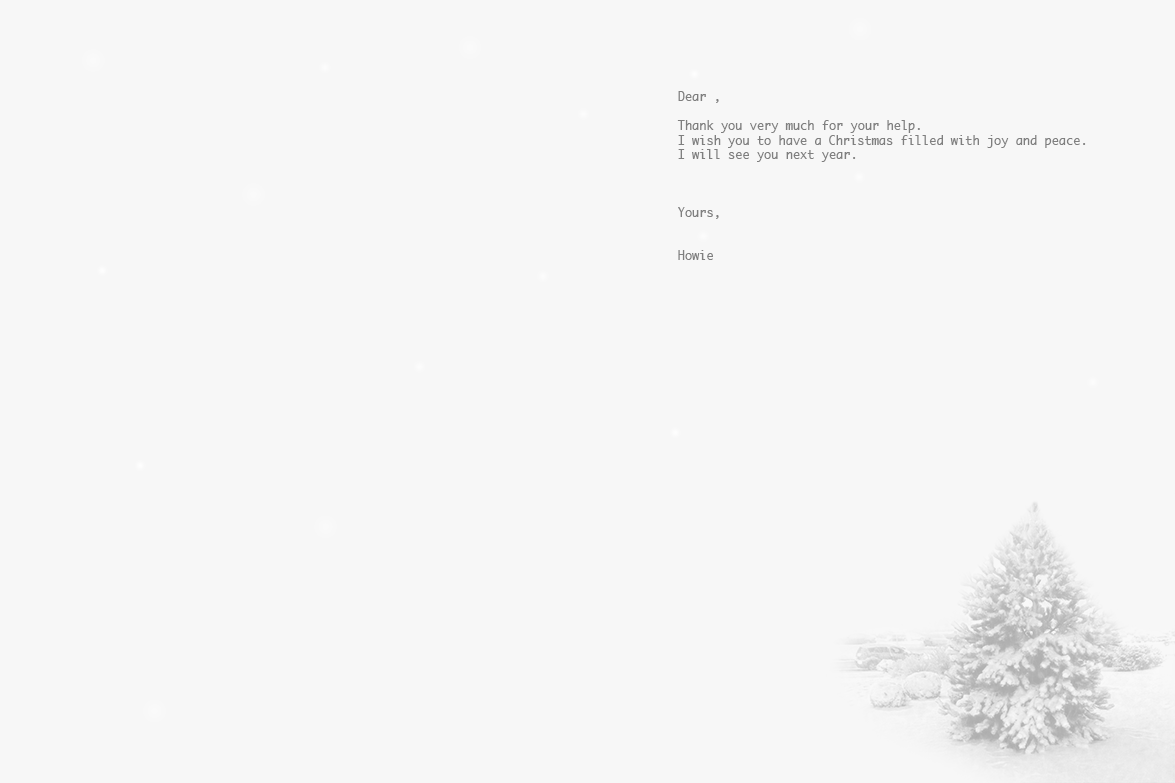 Dear ,
Thank you very much for your help.
I wish you to have a Christmas filled with joy and peace.
I will see you next year.
Yours,
Howie